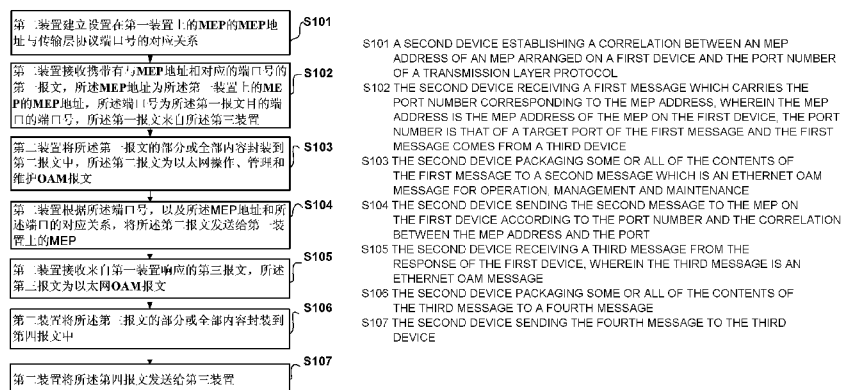 第二装置建立设置在第一装置上的MEP的MEP地
址与传输层协议端口号的对应关系
S101
第二装置接收携带有与MEP地址相对应的端口号的
第一报文，所述MEP地址为所述第一装置上的ME
P的MEP地址，所述端口号为所述第一报文目的端
口的端口号，所述第一报文来自所述第三装置
S102
第二装置将所述第一报文的部分或全部内容封装到
第二报文中，所述第二报文为以太网操作、管理和
维护OAM报文
S103
第二装置根据所述端口号，以及所述MEP地址和所
述端口的对应关系，将所述第二报文发送给第一装
置上的MEP
S104
第二装置接收来自第一装置响应的第三报文，所述
第三报文为以太网OAM报文
S105
第二装置将所述第三报文的部分或全部内容封装到
第四报文中
S106
第二装置将所述第四报文发送给第三装置
S107
S101 A SECOND DEVICE ESTABLISHING A CORRELATION BETWEEN AN MEP
ADDRESS OF AN MEP ARRANGED ON A FIRST DEVICE AND THE PORT NUMBER
OF A TRANSMISSION LAYER PROTOCOL
S102 THE SECOND DEVICE RECEIVING A FIRST MESSAGE WHICH CARRIES THE
PORT NUMBER CORRESPONDING TO THE MEP ADDRESS, WHEREIN THE MEP
ADDRESS IS THE MEP ADDRESS OF THE MEP ON THE FIRST DEVICE, THE PORT
NUMBER IS THAT OF A TARGET PORT OF THE FIRST MESSAGE AND THE FIRST
MESSAGE COMES FROM A THIRD DEVICE
S103 THE SECOND DEVICE PACKAGING SOME OR ALL OF THE CONTENTS OF
THE FIRST MESSAGE TO A SECOND MESSAGE WHICH IS AN ETHERNET OAM
MESSAGE FOR OPERATION, MANAGEMENT AND MAINTENANCE
S104 THE SECOND DEVICE SENDING THE SECOND MESSAGE TO THE MEP ON
THE FIRST DEVICE ACCORDING TO THE PORT NUMBER AND THE CORRELATION
BETWEEN THE MEP ADDRESS AND THE PORT
S105 THE SECOND DEVICE RECEIVING A THIRD MESSAGE FROM THE
RESPONSE OF THE FIRST DEVICE, WHEREIN THE THIRD MESSAGE IS AN
ETHERNET OAM MESSAGE
S106 THE SECOND DEVICE PACKAGING SOME OR ALL OF THE CONTENTS OF
THE THIRD MESSAGE TO A FOURTH MESSAGE
S107 THE SECOND DEVICE SENDING THE FOURTH MESSAGE TO THE THIRD
DEVICE